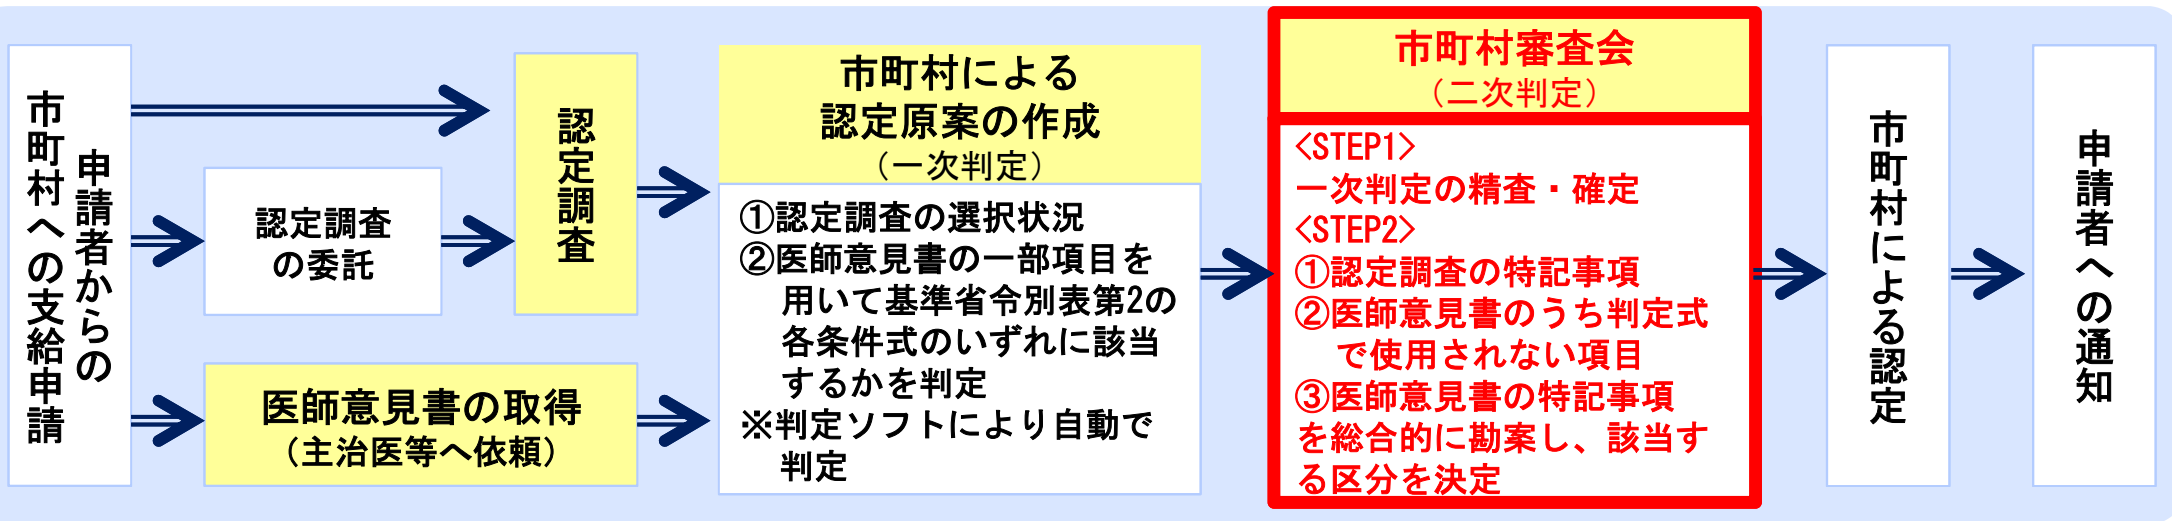 申請者からの
市町村への支給申請
認定調査
の委託
医師意見書の取得
（主治医等へ依頼）
認定調査
市町村による
認定原案の作成
（一次判定）
①認定調査の選択状況
②医師意見書の一部項目を
用いて基準省令別表第2の
各条件式のいずれに該当
するかを判定
※判定ソフトにより自動で
判定
市町村審査会
（二次判定）
<STEP1>
一次判定の精査・確定
<STEP2>
①認定調査の特記事項
②医師意見書のうち判定式
で使用されない項目
③医師意見書の特記事項
を総合的に勘案し、該当す
る区分を決定
市町村による認定
申請者への通知